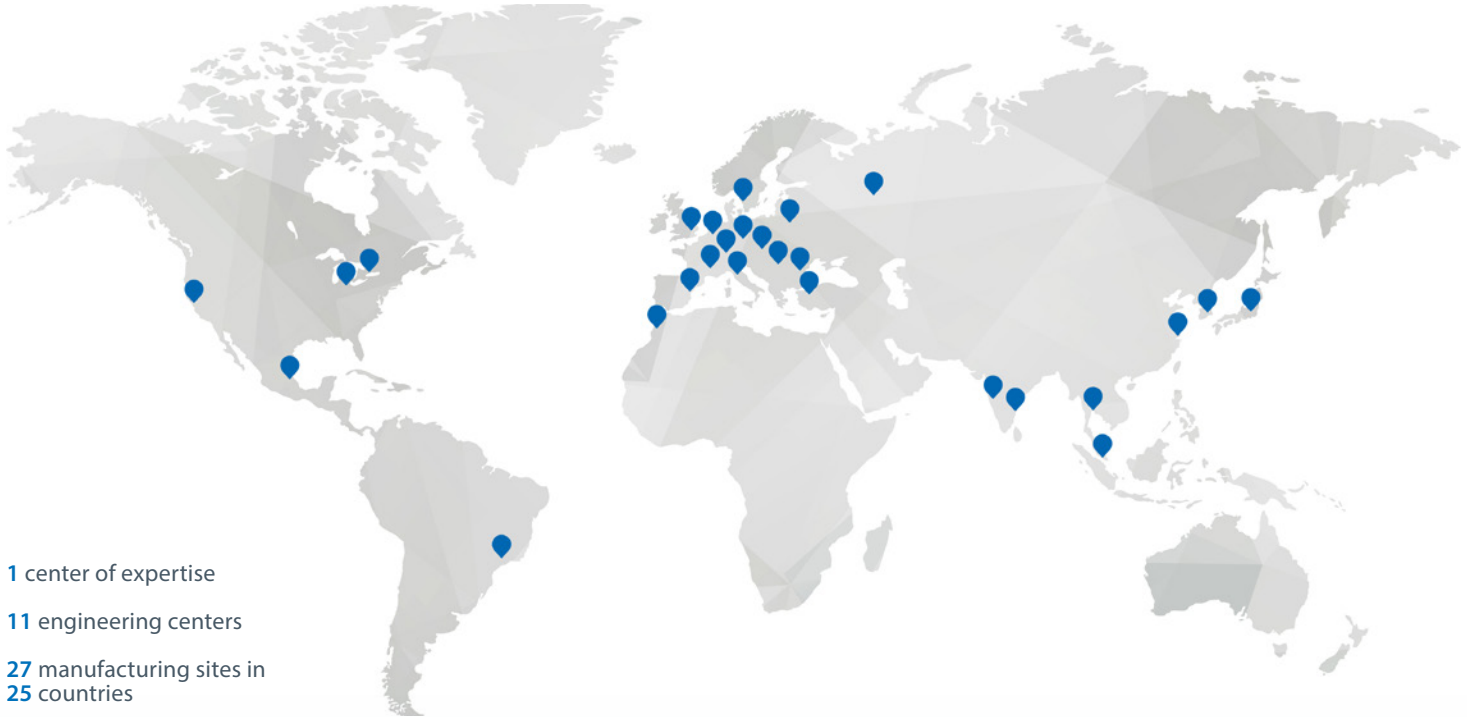 1 center of expertise
11 engineering centers
27 manufacturing sites in
25 countries